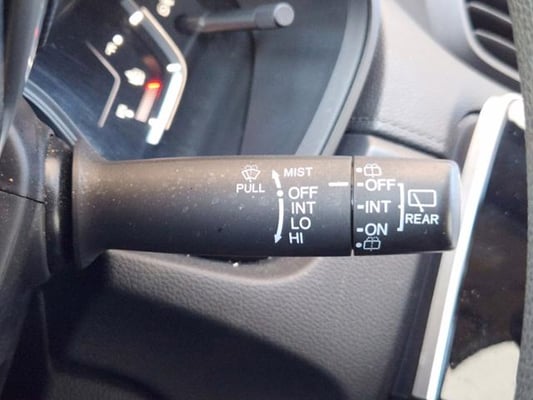 MIST
PULL
OFF
INT
LO
HI
OFF
INT
ON
REAR